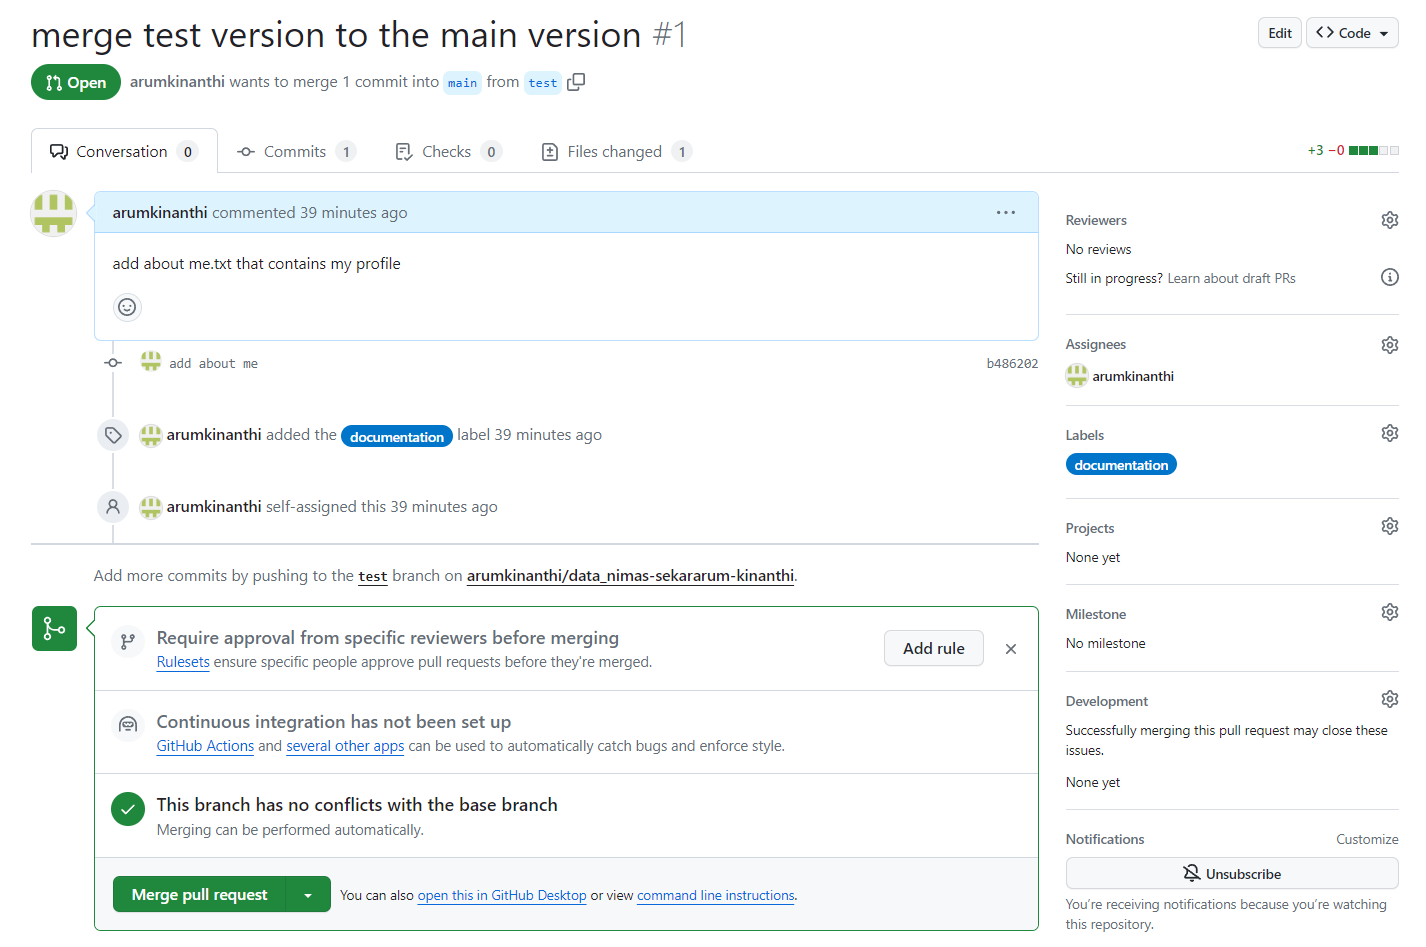 merge test version to the main version #1
Edit
<> Code
Open arumkinanthi wants to merge 1 commit into main from test
Conversation 0 Commits 1 Checks 0 Files changed 1
+3 −0
arumkinanthi commented 39 minutes ago
add about me.txt that contains my profile
add about me b486202
arumkinanthi added the documentation label 39 minutes ago
arumkinanthi self-assigned this 39 minutes ago
Add more commits by pushing to the test branch on arumkinanthi/data_nimas-sekararum-kinanthi.
Require approval from specific reviewers before merging
Rulesets ensure specific people approve pull requests before they're merged.
Add rule
Continuous integration has not been set up
GitHub Actions and several other apps can be used to automatically catch bugs and enforce style.
This branch has no conflicts with the base branch
Merging can be performed automatically.
Merge pull request
You can also open this in GitHub Desktop or view command line instructions.
Reviewers
No reviews
Still in progress? Learn about draft PRs
Assignees
arumkinanthi
Labels
documentation
Projects
None yet
Milestone
No milestone
Development
Successfully merging this pull request may close these
issues.
None yet
Notifications Customize
Unsubscribe
You're receiving notifications because you're watching
this repository.